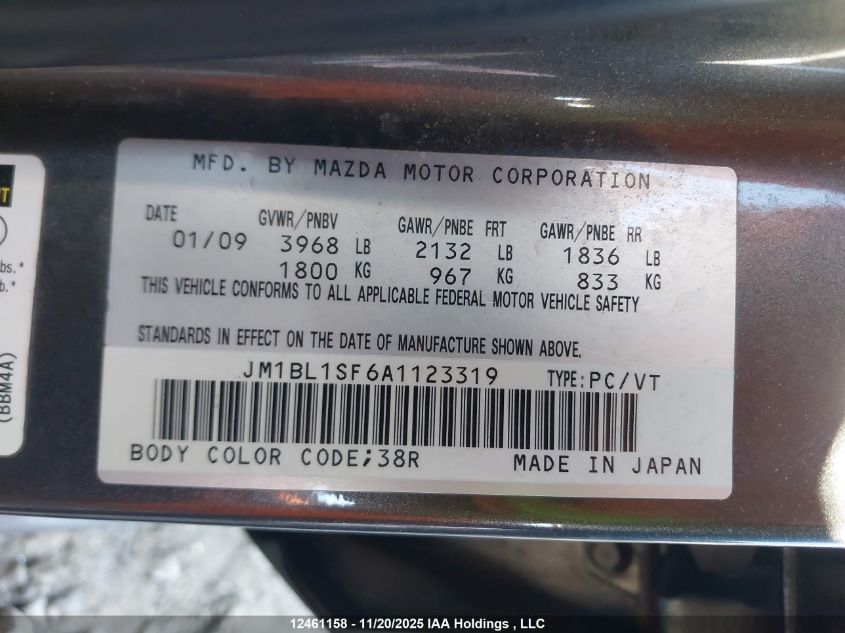 MFD. BY MAZDA MOTOR CORPORATION
DATE GVWR/PNBV GAWR/PNBE FRT GAWR/PNBE RR
01/09 3968 LB 2132 LB 1836 LB
1800 KG 967 KG 833 KG
THIS VEHICLE CONFORMS TO ALL APPLICABLE FEDERAL MOTOR VEHICLE SAFETY
STANDARDS IN EFFECT ON THE DATE OF MANUFACTURE SHOWN ABOVE.
JM1BL1SF6A1123319 TYPE:PC/VT
BODY COLOR CODE;38R MADE IN JAPAN
lbs.*
b.*
(BBM4A)
12461158 - 11/20/2025 IAA Holdings , LLC